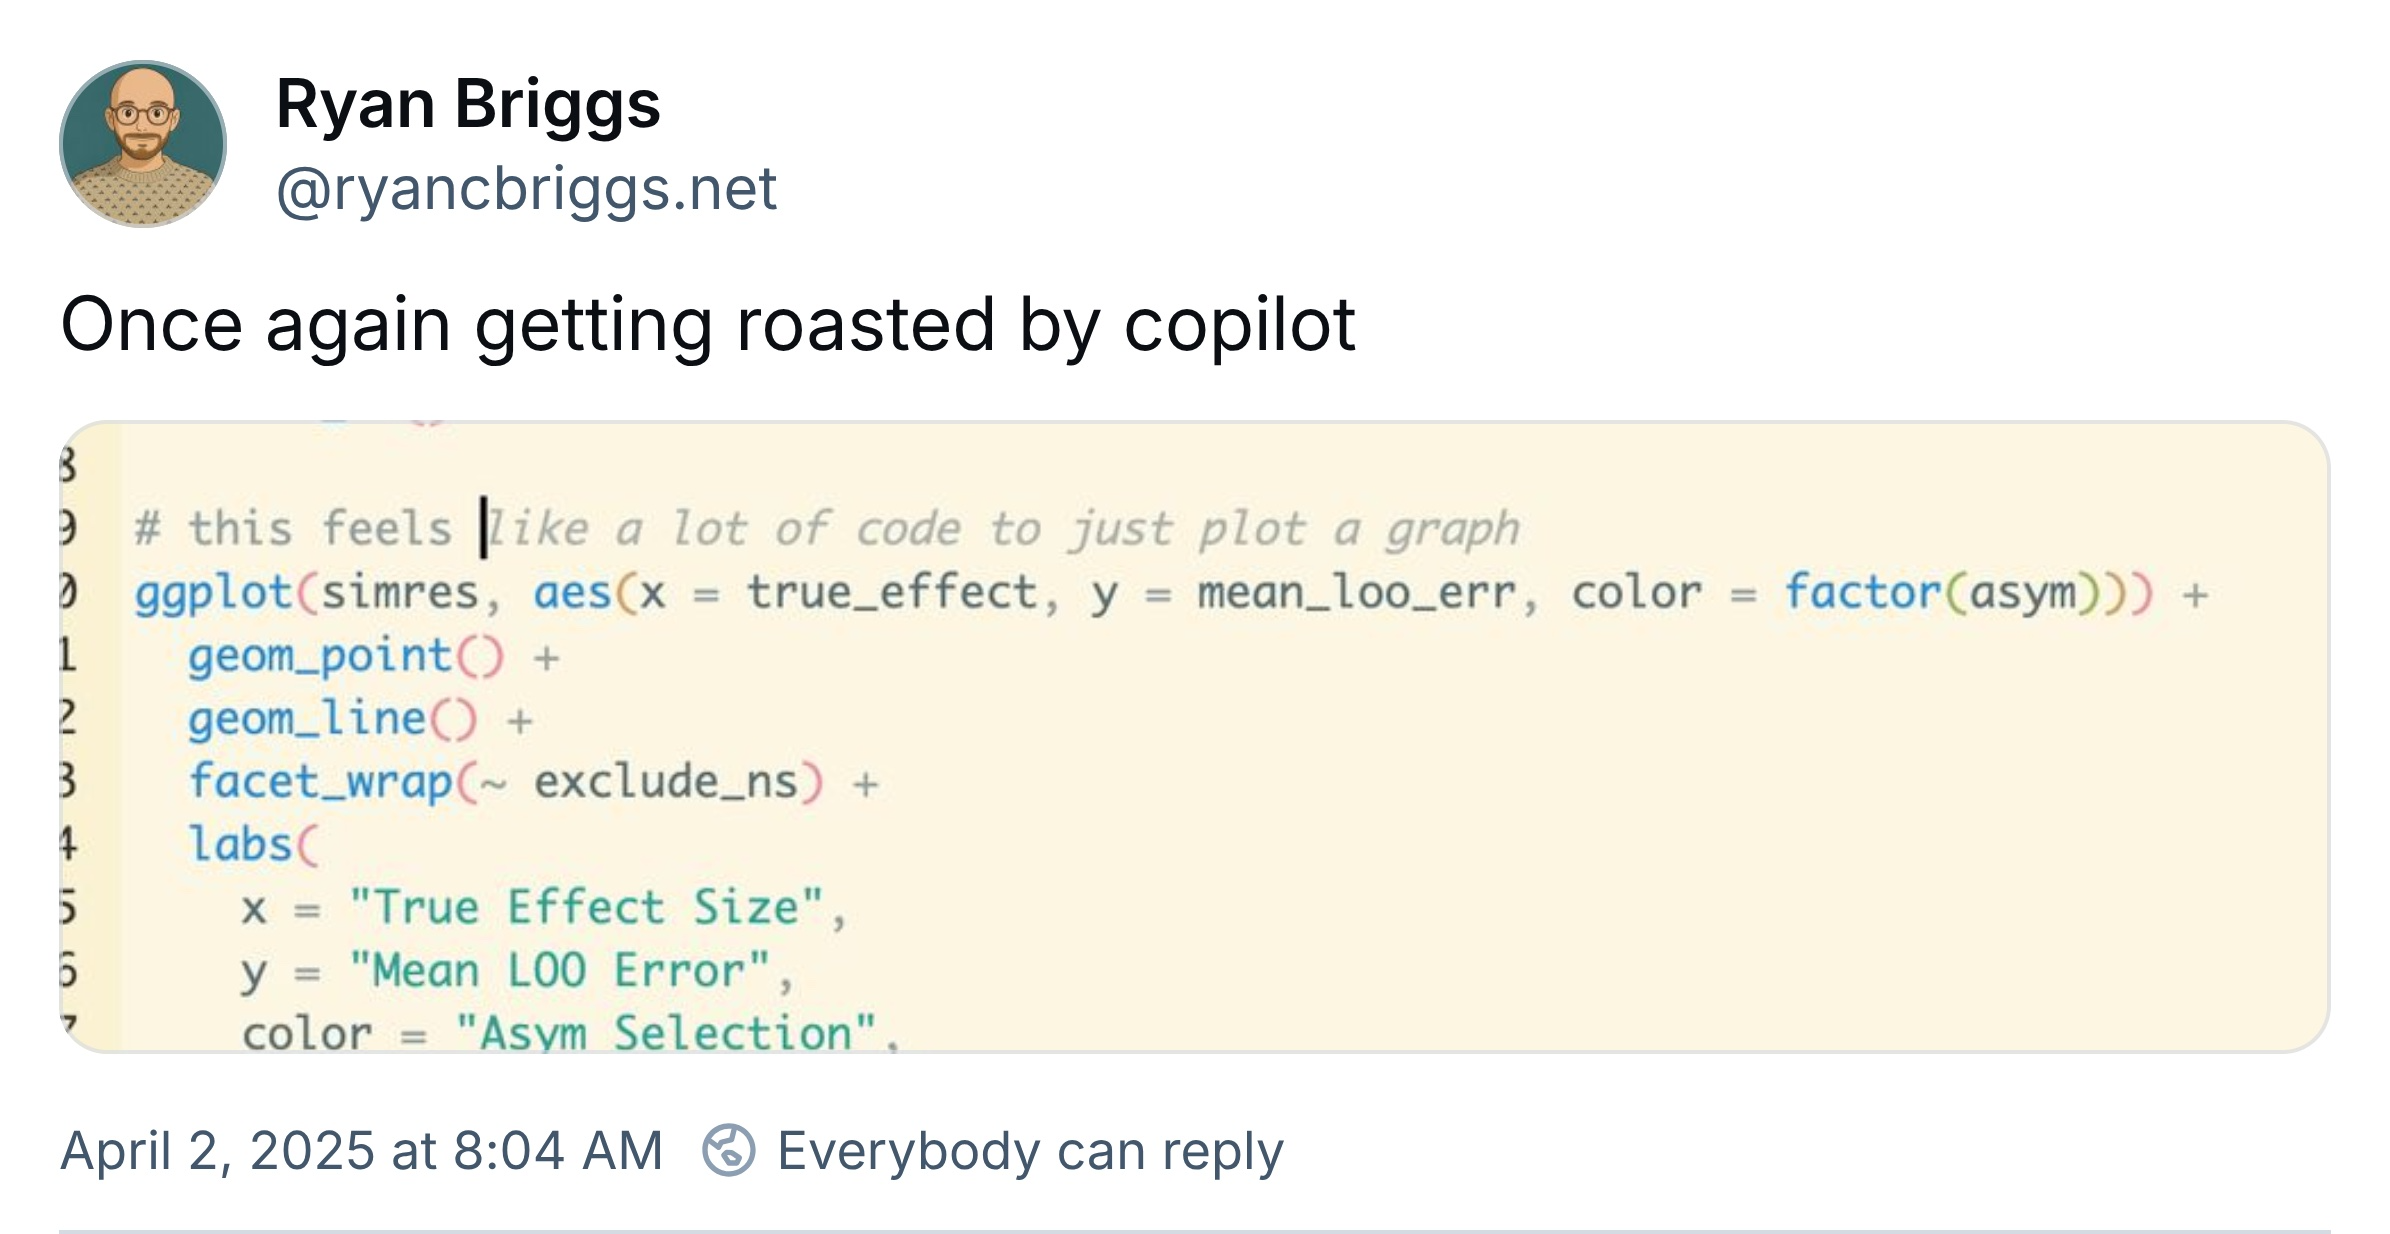 Ryan Briggs
@ryancbriggs.net
Once again getting roasted by copilot
8
9 # this feels like a lot of code to just plot a graph
0 ggplot(simres, aes(x = true_effect, y = mean_loo_err, color = factor(asym))) +
1 geom_point() +
2 geom_line() +
3 facet_wrap(~ exclude_ns) +
4 labs(
5 x = "True Effect Size",
6 y = "Mean LOO Error",
7 color = "Asym Selection",
April 2, 2025 at 8:04 AM Everybody can reply